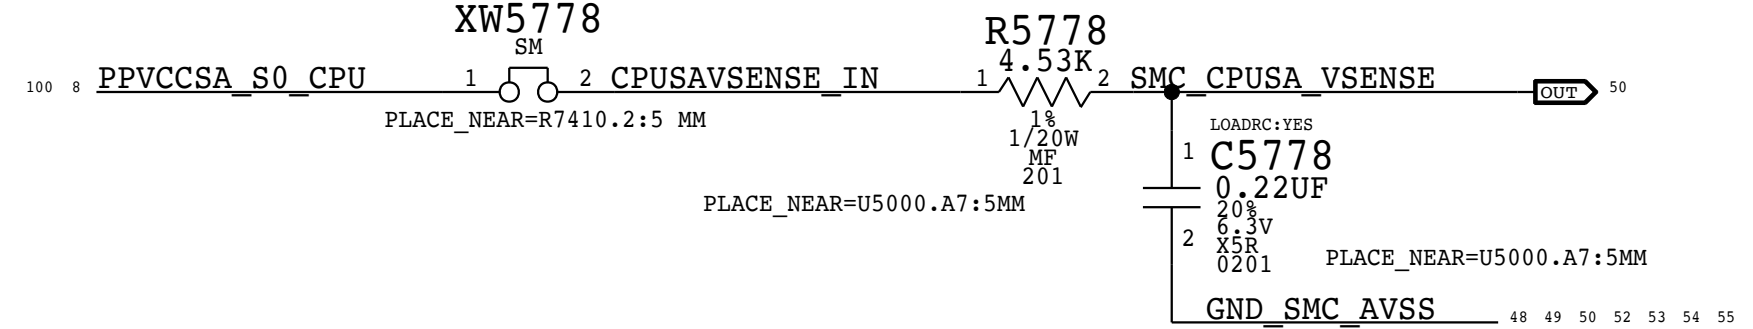 XW5778
SM
100 8 PPVCCSA_S0_CPU 1 2 CPUSAVSENSE_IN
PLACE_NEAR=R7410.2:5 MM
R5778
4.53K
1 2
1%
1/20W
MF
201
PLACE_NEAR=U5000.A7:5MM
SMC_CPUSA_VSENSE OUT 50
LOADRC:YES
1 C5778
0.22UF
20%
6.3V
2 X5R
0201
PLACE_NEAR=U5000.A7:5MM
GND_SMC_AVSS 48 49 50 52 53 54 55